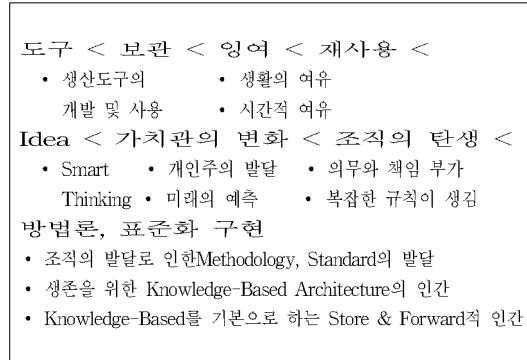 도구 < 보관 < 잉여 < 재사용 <
• 생산도구의 • 생활의 여유
개발 및 사용 • 시간적 여유
Idea < 가치관의 변화 < 조직의 탄생 <
• Smart • 개인주의 발달 • 의무와 책임 부가
Thinking • 미래의 예측 • 복잡한 규칙이 생김
방법론, 표준화 구현
• 조직의 발달로 인한Methodology, Standard의 발달
• 생존을 위한 Knowledge-Based Architecture의 인간
• Knowledge-Based를 기본으로 하는 Store & Forward적 인간